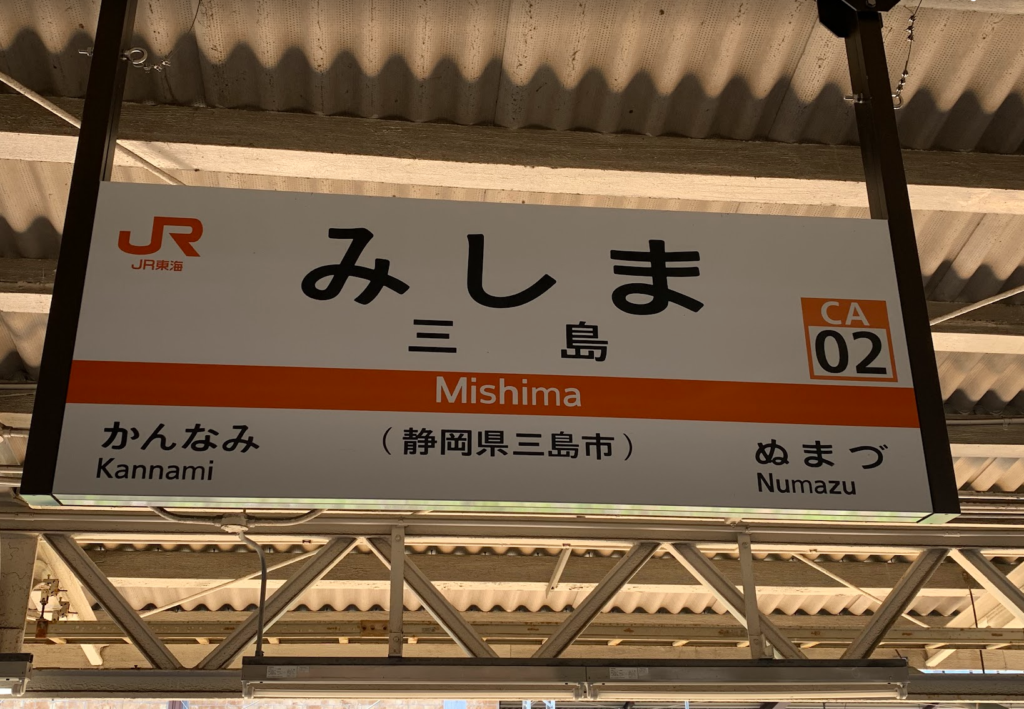 JR
JR東海
みしま
三島
CA
02
Mishima
かんなみ
Kannami
(静岡県三島市)
ぬまづ
Numazu